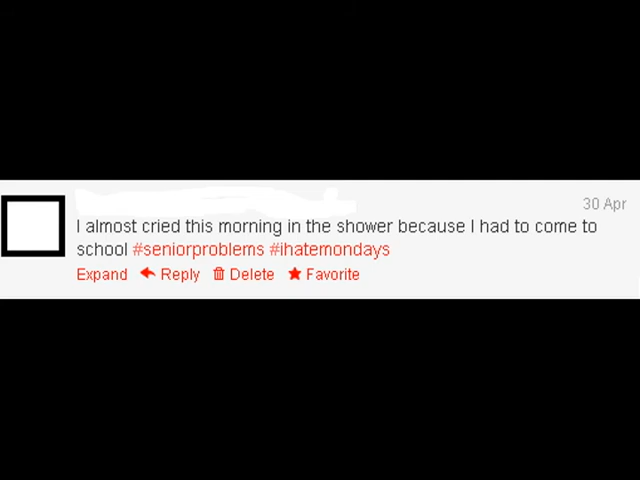 30 Apr
I almost cried this morning in the shower because I had to come to
school #seniorproblems #ihatemondays
Expand Reply Delete Favorite